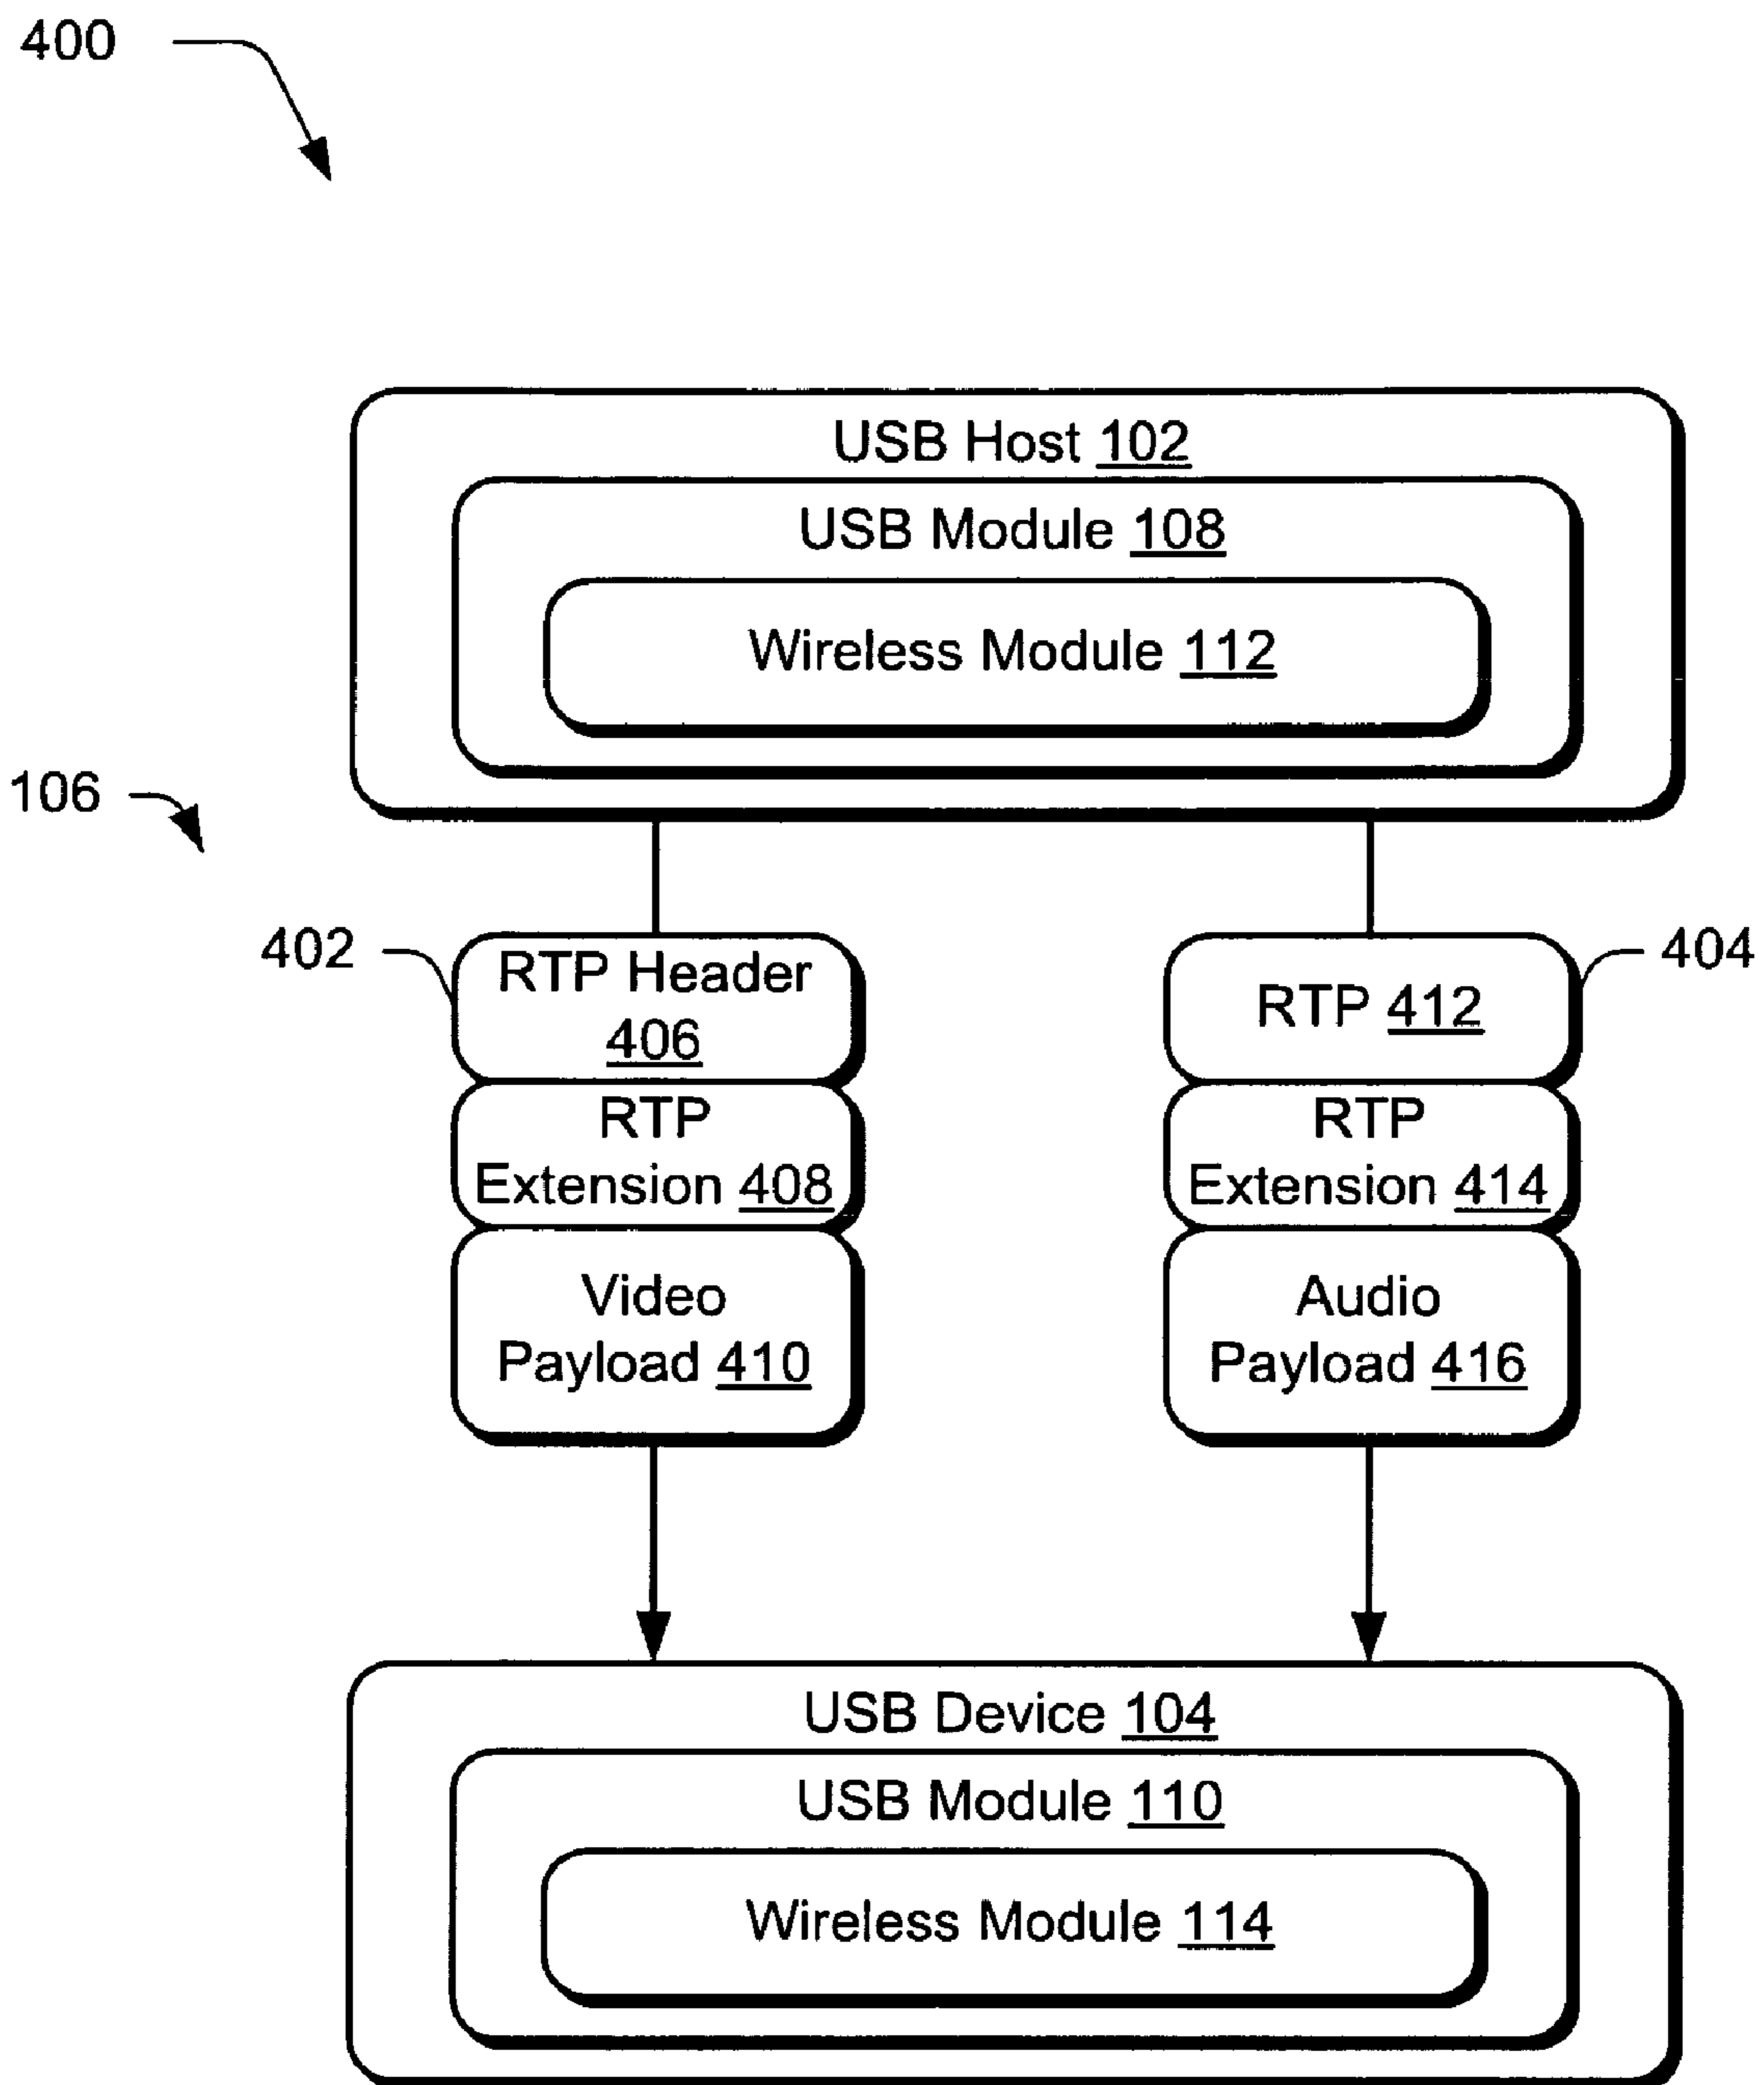 400
USB Host 102
USB Module 108
Wireless Module 112
106
402
RTP Header
406
RTP
Extension 408
Video
Payload 410
404
RTP 412
RTP
Extension 414
Audio
Payload 416
USB Device 104
USB Module 110
Wireless Module 114